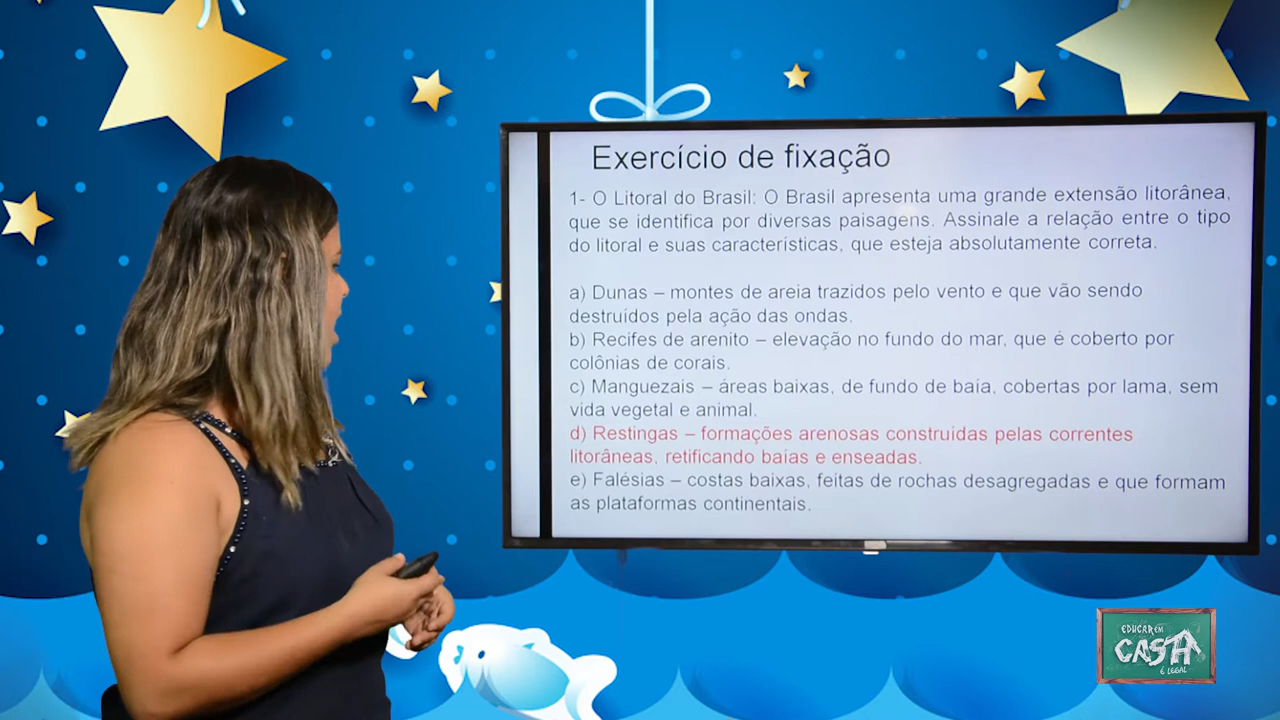 Exercício de fixação
1- O Litoral do Brasil: O Brasil apresenta uma grande extensão litorânea,
que se identifica por diversas paisagens. Assinale a relação entre o tipo
do litoral e suas características, que esteja absolutamente correta.
a) Dunas – montes de areia trazidos pelo vento e que vão sendo
destruídos pela ação das ondas.
b) Recifes de arenito – elevação no fundo do mar, que é coberto por
colônias de corais.
c) Manguezais – áreas baixas, de fundo de baía, cobertas por lama, sem
vida vegetal e animal.
d) Restingas – formações arenosas construidas pelas correntes
litorâneas, retificando baías e enseadas.
e) Falésias – costas baixas, feitas de rochas desagregadas e que formam
as plataformas continentais.
EDUCAR EM
CASA
É LEGAL